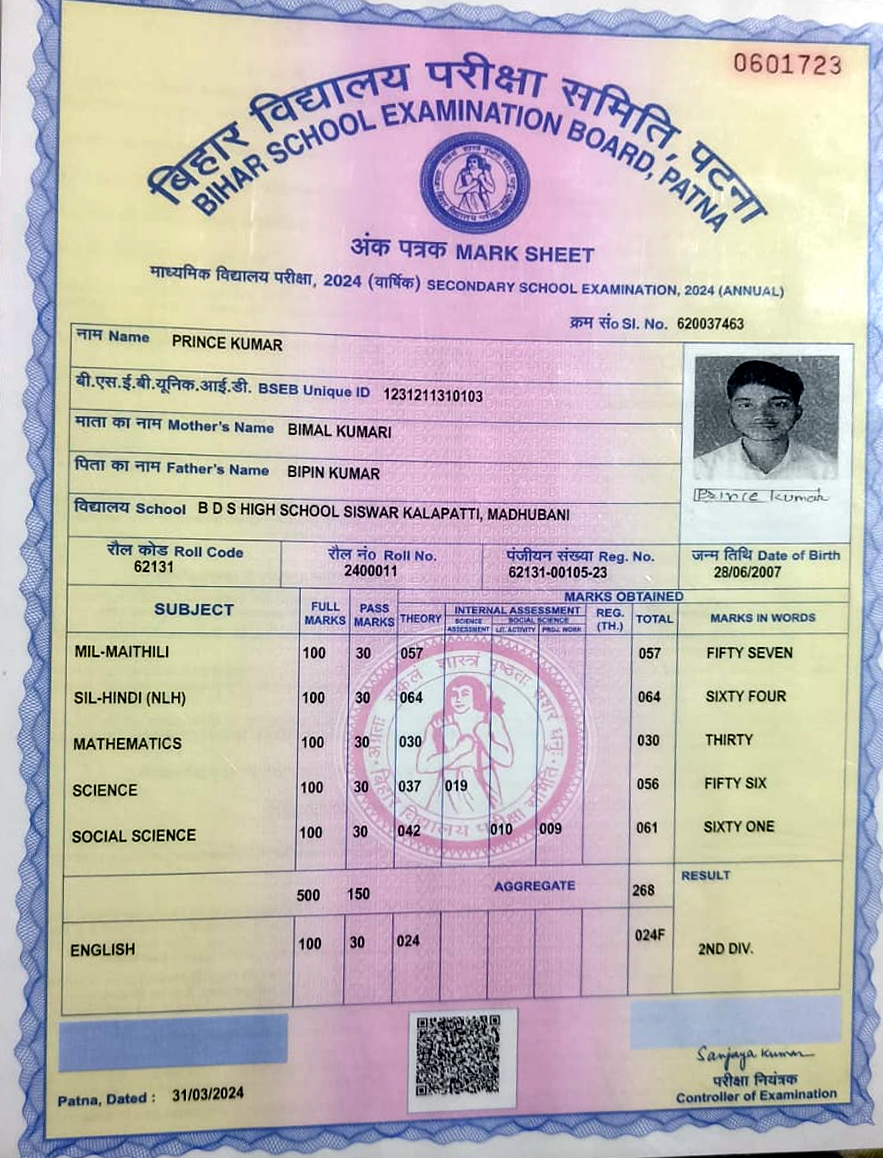 0601723
बिहार विद्यालय परीक्षा समिति, पटना
BIHAR SCHOOL EXAMINATION BOARD, PATNA
अंक पत्रक MARK SHEET
माध्यमिक विद्यालय परीक्षा, 2024 (वार्षिक) SECONDARY SCHOOL EXAMINATION, 2024 (ANNUAL)
क्रम सं० Sl. No. 620037463
नाम Name PRINCE KUMAR
बी.एस.ई.बी.यूनिक.आई.डी. BSEB Unique ID 1231211310103
माता का नाम Mother's Name BIMAL KUMARI
पिता का नाम Father's Name BIPIN KUMAR
Prince Kumar
विद्यालय School B D S HIGH SCHOOL SISWAR KALAPATTI, MADHUBANI
रौल कोड Roll Code रौल नं० Roll No. पंजीयन संख्या Reg. No. जन्म तिथि Date of Birth
62131 2400011 62131-00105-23 28/06/2007
SUBJECT FULL MARKS PASS MARKS MARKS OBTAINED
THEORY INTERNAL ASSESSMENT REG. (TH.) TOTAL MARKS IN WORDS
SCIENCE ASSESSMENT SOCIAL SCIENCE LIT. ACTIVITY PROJ. WORK
MIL-MAITHILI 100 30 057 057 FIFTY SEVEN
SIL-HINDI (NLH) 100 30 064 064 SIXTY FOUR
MATHEMATICS 100 30 030 030 THIRTY
SCIENCE 100 30 037 019 056 FIFTY SIX
SOCIAL SCIENCE 100 30 042 010 009 061 SIXTY ONE
500 150 AGGREGATE 268 RESULT
ENGLISH 100 30 024 024F 2ND DIV.
बिहार विद्यालय परीक्षा समिति
Sanjaya Kumar
परीक्षा नियंत्रक
Controller of Examination
Patna, Dated : 31/03/2024